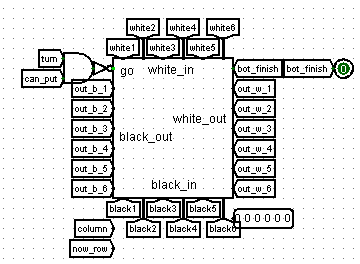 white2 white4 white6
white1 white3 white5
turn
can_put
go white_in
bot_finish bot_finish 0
out_b_1 out_w_1
out_b_2 out_w_2
white_out
out_b_3 black_out out_w_3
out_b_4 out_w_4
out_b_5 out_w_5
out_b_6 black_in out_w_6
black1 black3 black5
column black2 black4 black6 0 0 0 0 0 0
now_row